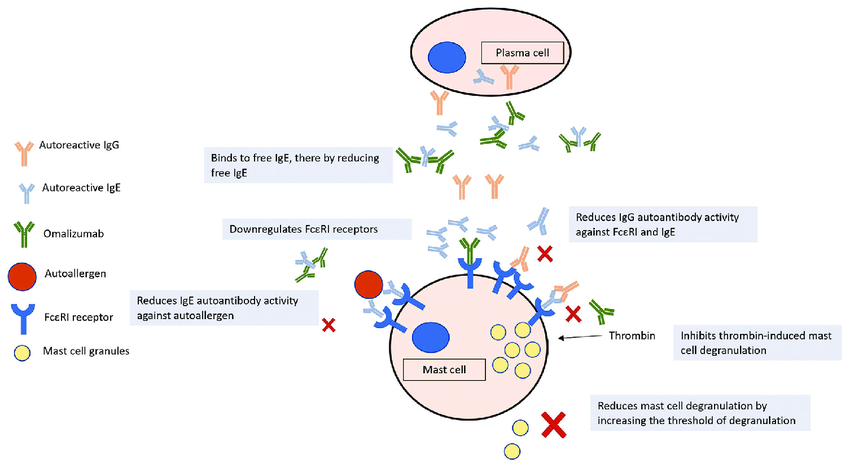 Plasma cell
Autoreactive IgG
Autoreactive IgE
Omalizumab
Autoallergen
FcεRI receptor
Mast cell granules
Binds to free IgE, there by reducing
free IgE
Downregulates FcεRI receptors
Reduces IgG autoantibody activity
against FcεRI and IgE
Reduces IgE autoantibody activity
against autoallergen
Mast cell
Thrombin
Inhibits thrombin-induced mast
cell degranulation
Reduces mast cell degranulation by
increasing the threshold of degranulation